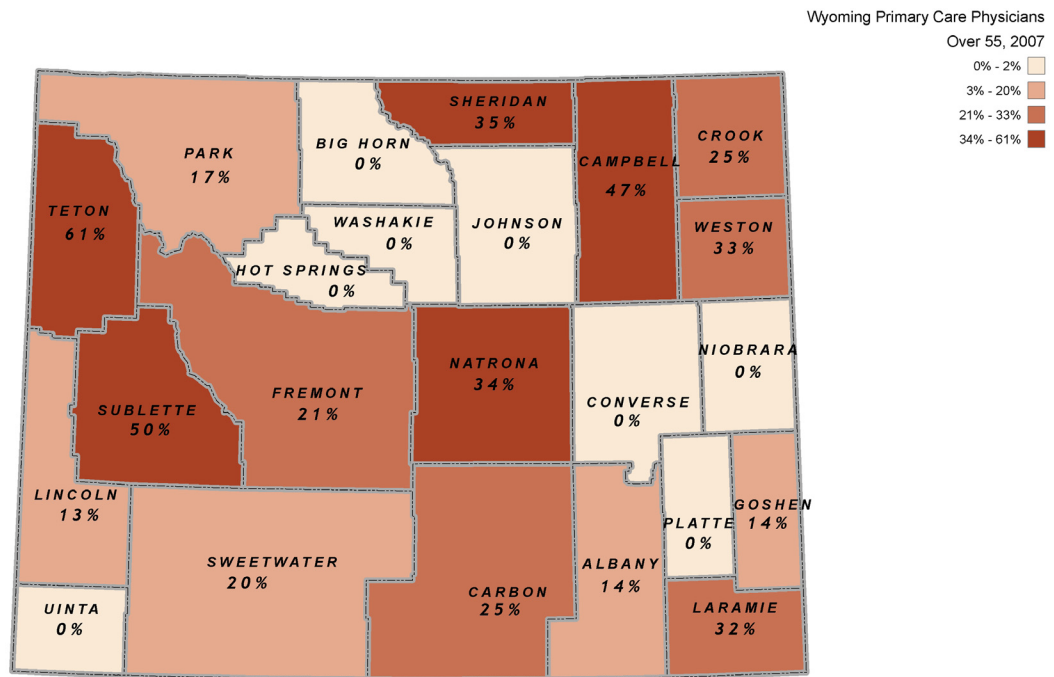 Wyoming Primary Care Physicians
Over 55, 2007
0% - 2%
3% - 20%
21% - 33%
34% - 61%
SHERIDAN
35%
BIG HORN
0%
PARK
17%
CAMPBELL
47%
CROOK
25%
TETON
61%
WASHAKIE
0%
JOHNSON
0%
WESTON
33%
HOT SPRINGS
0%
NIOBRARA
0%
NATRONA
34%
FREMONT
21%
CONVERSE
0%
SUBLETTE
50%
LINCOLN
13%
GOSHEN
14%
PLATTE
0%
SWEETWATER
20%
ALBANY
14%
CARBON
25%
UINTA
0%
LARAMIE
32%